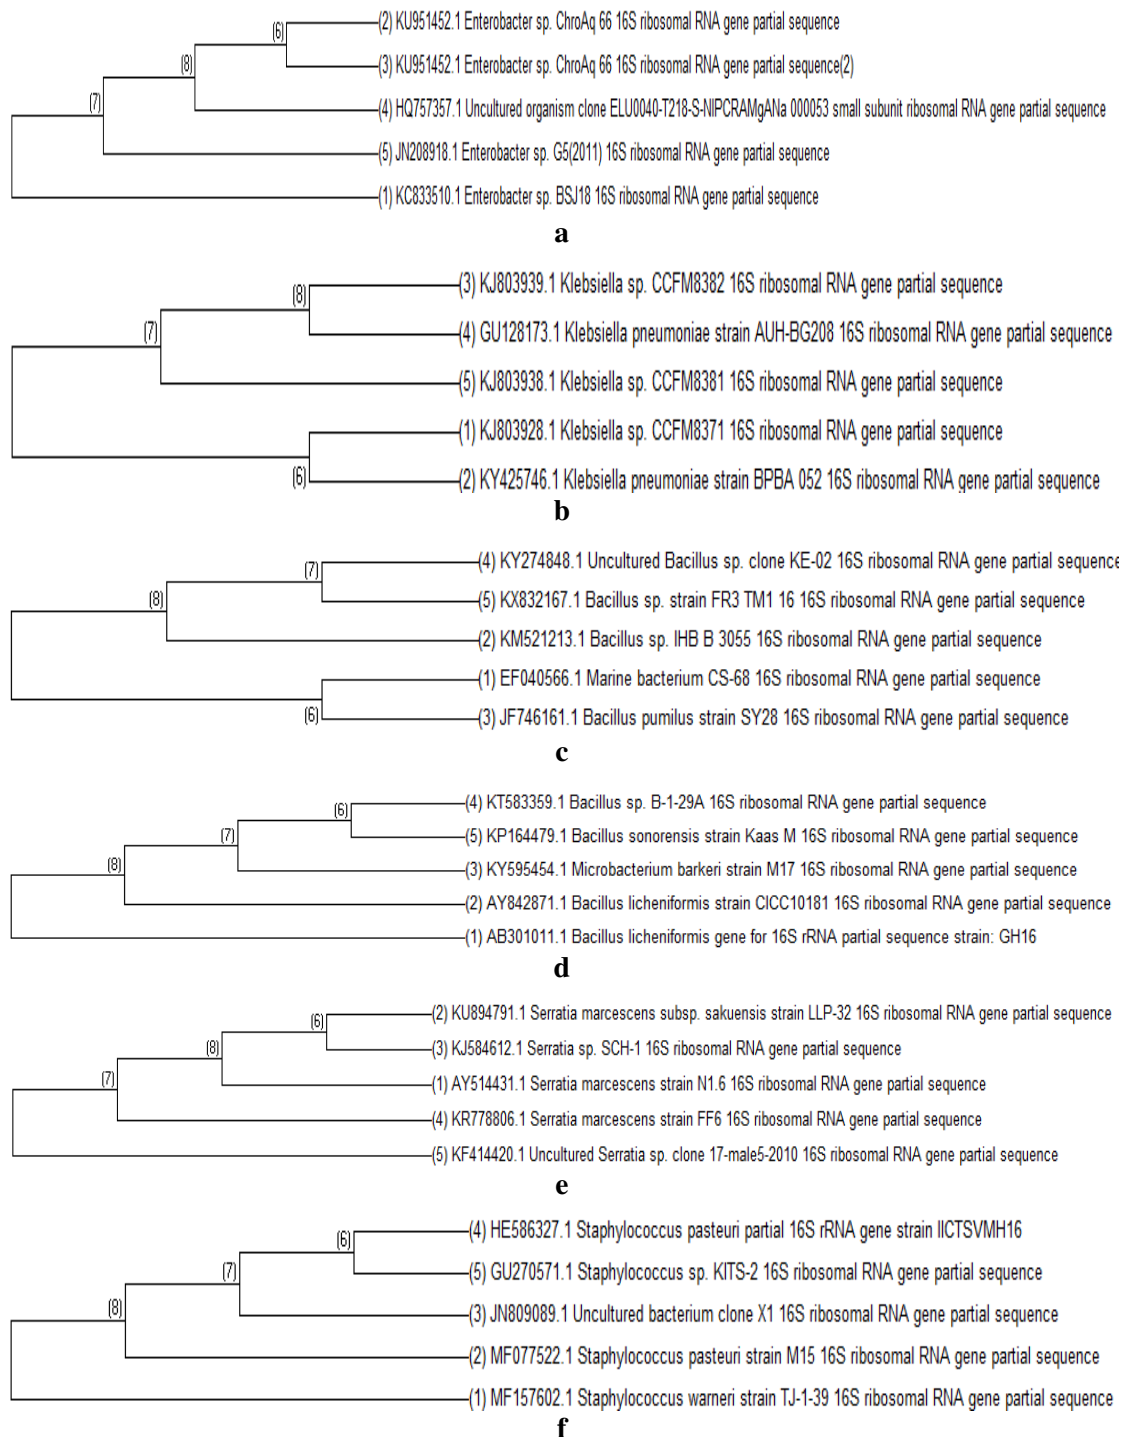 (6)
(2) KU951452.1 Enterobacter sp. ChroAq 66 16S ribosomal RNA gene partial sequence
(8)
(3) KU951452.1 Enterobacter sp. ChroAq 66 16S ribosomal RNA gene partial sequence(2)
(7)
(4) HQ757357.1 Uncultured organism clone ELU0040-T218-S-NIPCRAMgANa 000053 small subunit ribosomal RNA gene partial sequence
(5) JN208918.1 Enterobacter sp. G5(2011) 16S ribosomal RNA gene partial sequence
(1) KC833510.1 Enterobacter sp. BSJ18 16S ribosomal RNA gene partial sequence
a
(8)
(3) KJ803939.1 Klebsiella sp. CCFM8382 16S ribosomal RNA gene partial sequence
(7)
(4) GU128173.1 Klebsiella pneumoniae strain AUH-BG208 16S ribosomal RNA gene partial sequence
(5) KJ803938.1 Klebsiella sp. CCFM8381 16S ribosomal RNA gene partial sequence
(1) KJ803928.1 Klebsiella sp. CCFM8371 16S ribosomal RNA gene partial sequence
(6)
(2) KY425746.1 Klebsiella pneumoniae strain BPBA 052 16S ribosomal RNA gene partial sequence
b
(7)
(4) KY274848.1 Uncultured Bacillus sp. clone KE-02 16S ribosomal RNA gene partial sequence
(8)
(5) KX832167.1 Bacillus sp. strain FR3 TM1 16 16S ribosomal RNA gene partial sequence
(2) KM521213.1 Bacillus sp. IHB B 3055 16S ribosomal RNA gene partial sequence
(1) EF040566.1 Marine bacterium CS-68 16S ribosomal RNA gene partial sequence
(6)
(3) JF746161.1 Bacillus pumilus strain SY28 16S ribosomal RNA gene partial sequence
c
(6)
(4) KT583359.1 Bacillus sp. B-1-29A 16S ribosomal RNA gene partial sequence
(7)
(5) KP164479.1 Bacillus sonorensis strain Kaas M 16S ribosomal RNA gene partial sequence
(8)
(3) KY595454.1 Microbacterium barkeri strain M17 16S ribosomal RNA gene partial sequence
(2) AY842871.1 Bacillus licheniformis strain CICC10181 16S ribosomal RNA gene partial sequence
(1) AB301011.1 Bacillus licheniformis gene for 16S rRNA partial sequence strain: GH16
d
(6)
(2) KU894791.1 Serratia marcescens subsp. sakuensis strain LLP-32 16S ribosomal RNA gene partial sequence
(8)
(3) KJ584612.1 Serratia sp. SCH-1 16S ribosomal RNA gene partial sequence
(7)
(1) AY514431.1 Serratia marcescens strain N1.6 16S ribosomal RNA gene partial sequence
(4) KR778806.1 Serratia marcescens strain FF6 16S ribosomal RNA gene partial sequence
(5) KF414420.1 Uncultured Serratia sp. clone 17-male5-2010 16S ribosomal RNA gene partial sequence
e
(6)
(4) HE586327.1 Staphylococcus pasteuri partial 16S rRNA gene strain IICTSVMH16
(7)
(5) GU270571.1 Staphylococcus sp. KITS-2 16S ribosomal RNA gene partial sequence
(8)
(3) JN809089.1 Uncultured bacterium clone X1 16S ribosomal RNA gene partial sequence
(2) MF077522.1 Staphylococcus pasteuri strain M15 16S ribosomal RNA gene partial sequence
(1) MF157602.1 Staphylococcus warneri strain TJ-1-39 16S ribosomal RNA gene partial sequence
f